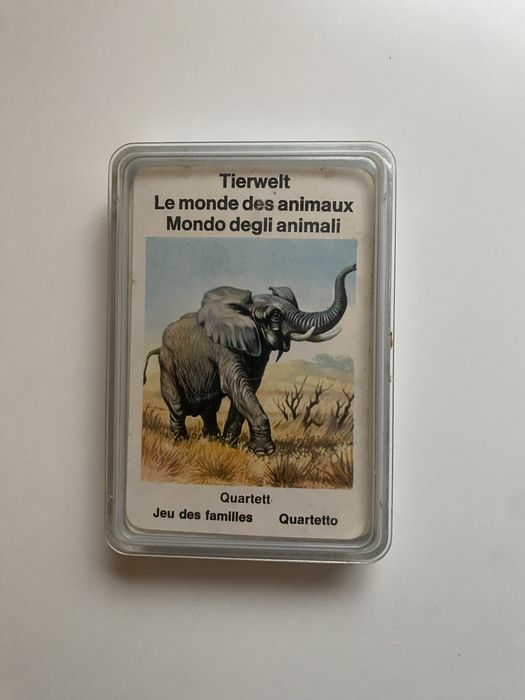 Tierwelt
Le monde des animaux
Mondo degli animali
Quartett
Jeu des familles Quartetto